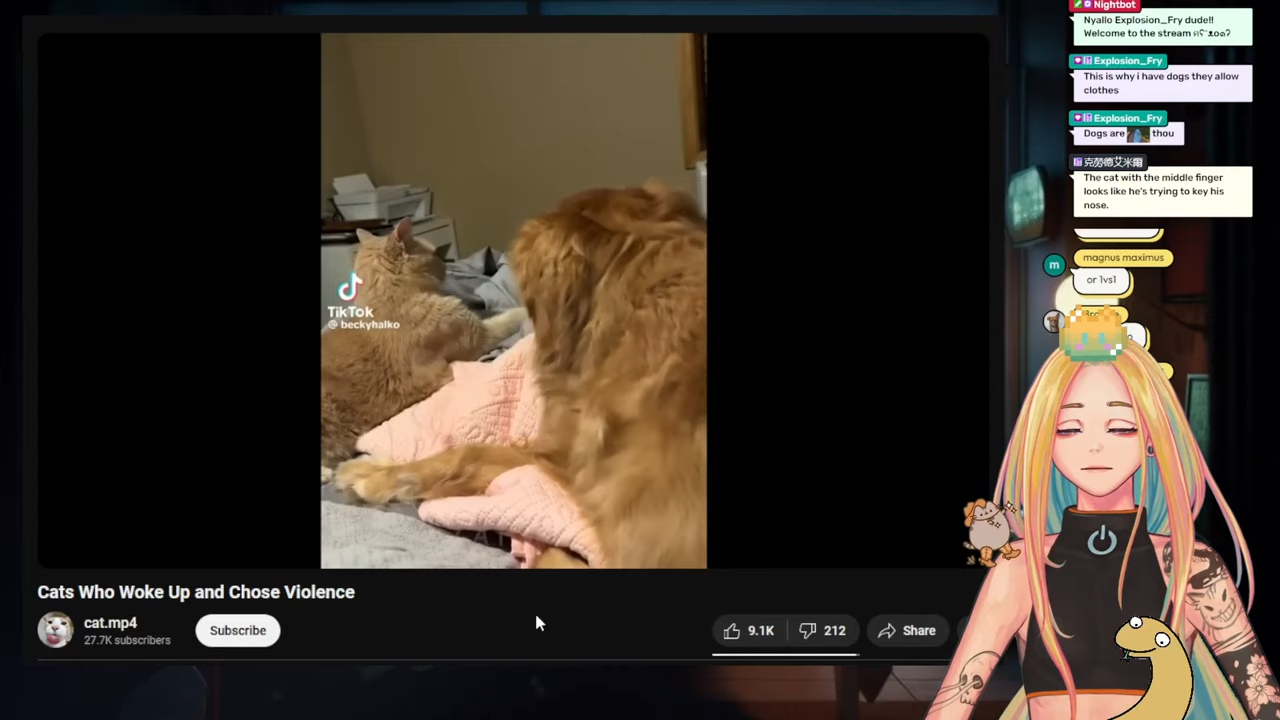 Nightbot
Nyallo Explosion_Fry dude!!
Welcome to the stream
Explosion_Fry
This is why i have dogs they allow
clothes
Explosion_Fry
Dogs are thou
克勞德艾米爾
The cat with the middle finger
looks like he's trying to key his
nose.
magnus maximus
or 1vs1
TikTok
@ beckyhalko
Cats Who Woke Up and Chose Violence
cat.mp4
27.7K subscribers
Subscribe
9.1K
212
Share